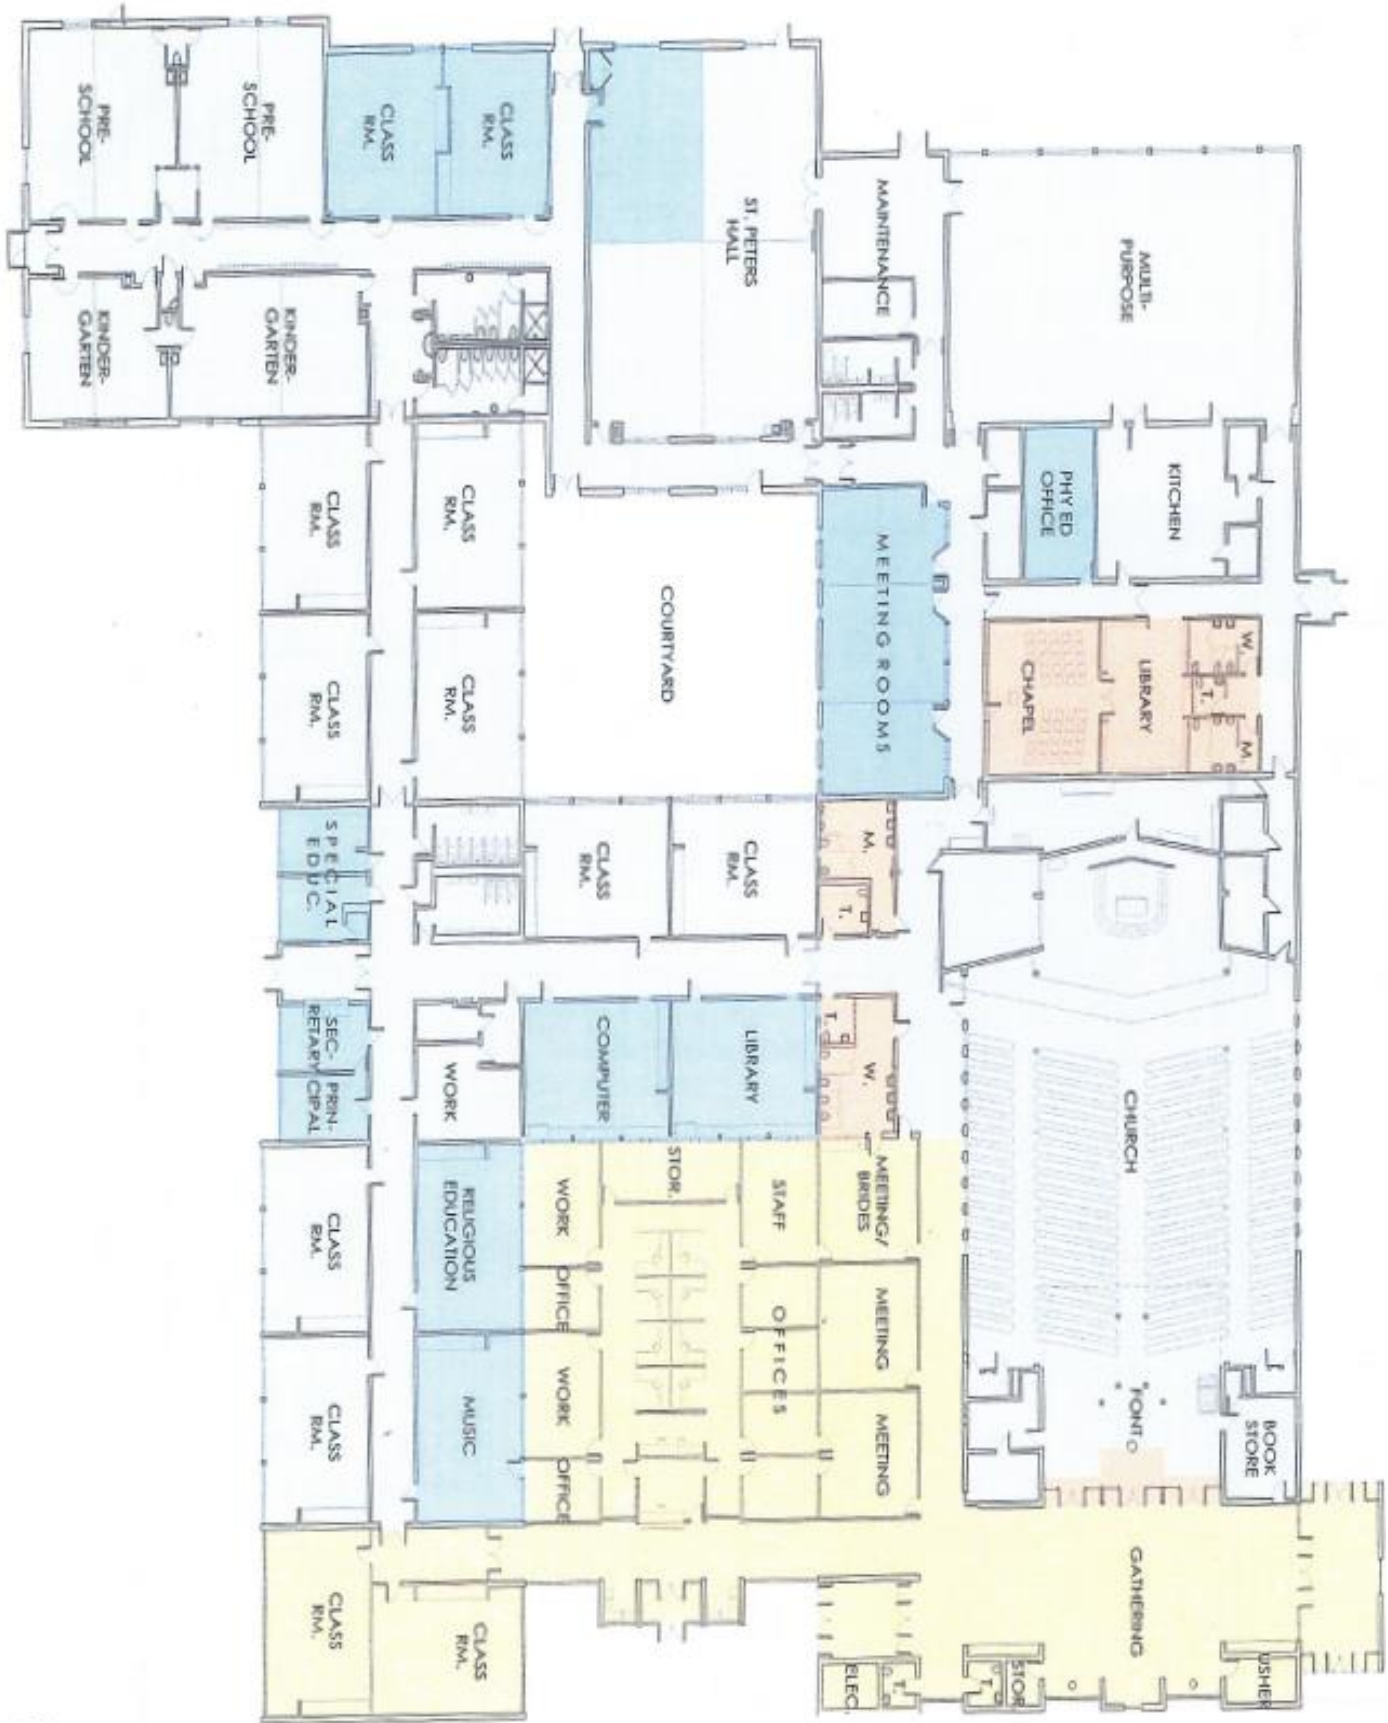 PRE-
SCHOOL
PRE-
SCHOOL
CLASS
RM.
CLASS
RM.
ST. PETERS
HALL
MAINTENANCE
MULTI-
PURPOSE
KINDER-
GARTEN
KINDER-
GARTEN
CLASS
RM.
CLASS
RM.
PHY ED
OFFICE
KITCHEN
MEETING ROOMS
COURTYARD
CLASS
RM.
CLASS
RM.
CHAPEL
LIBRARY
W.
T.
M.
SPECIAL
EDUC.
CLASS
RM.
CLASS
RM.
M.
T.
SEC-
RETARY
PRIN-
CIPAL
WORK
COMPUTER
LIBRARY
T.
W.
CHURCH
CLASS
RM.
RELIGIOUS
EDUCATION
WORK
OFFICE
STOR.
STAFF
MEETING/
BRIDES
OFFICES
MEETING
CLASS
RM.
MUSIC
WORK
OFFICE
MEETING
FONT
BOOK
STORE
CLASS
RM.
CLASS
RM.
GATHERING
ELEC.
T.
T.
STOR
USHER